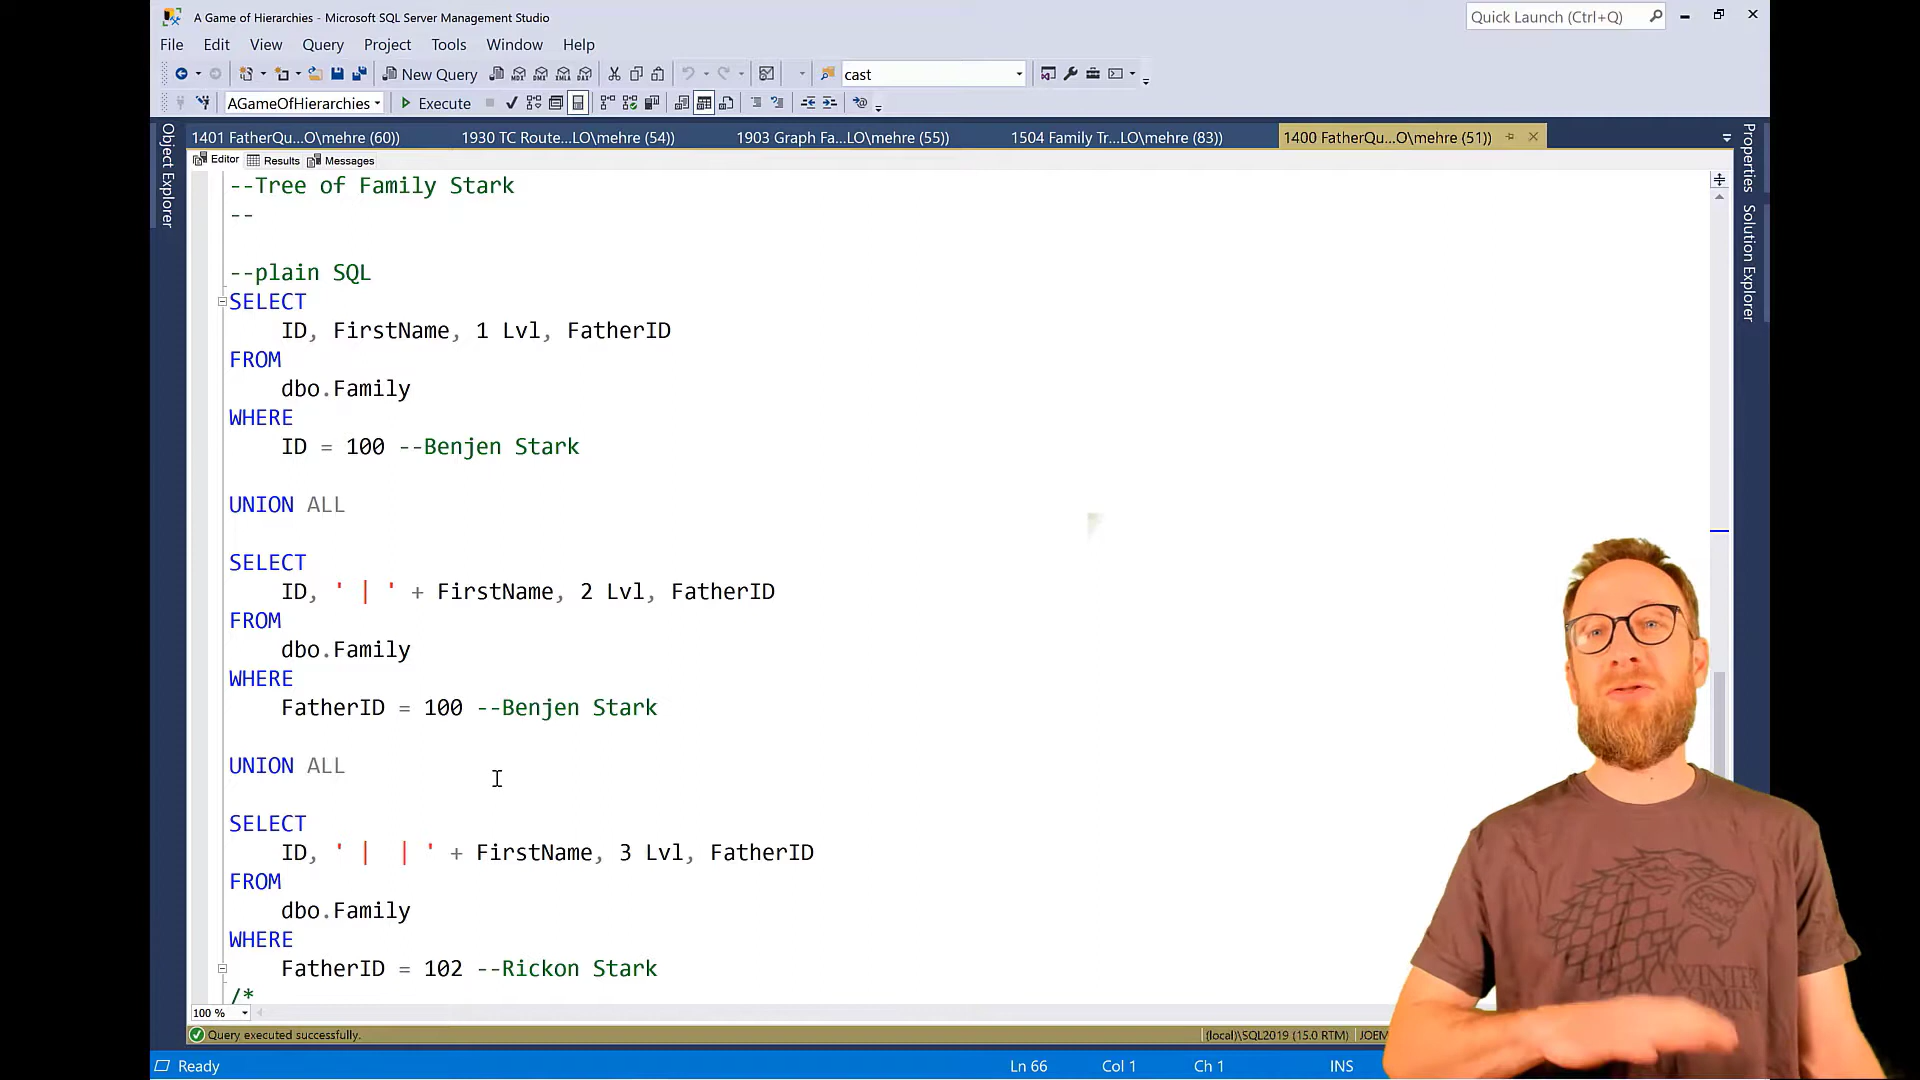 A Game of Hierarchies - Microsoft SQL Server Management Studio
Quick Launch (Ctrl+Q)
File Edit View Query Project Tools Window Help
New Query
cast
AGameOfHierarchies
Execute
1401 FatherQu...O\mehre (60))
1930 TC Route...LO\mehre (54))
1903 Graph Fa...LO\mehre (55))
1504 Family Tr...LO\mehre (83))
1400 FatherQu...O\mehre (51))
Object Explorer
Properties
Solution Explorer
Editor Results Messages
--Tree of Family Stark
--
--plain SQL
SELECT
ID, FirstName, 1 Lvl, FatherID
FROM
dbo.Family
WHERE
ID = 100 --Benjen Stark
UNION ALL
SELECT
ID, ' | ' + FirstName, 2 Lvl, FatherID
FROM
dbo.Family
WHERE
FatherID = 100 --Benjen Stark
UNION ALL
SELECT
ID, ' |  | ' + FirstName, 3 Lvl, FatherID
FROM
dbo.Family
WHERE
FatherID = 102 --Rickon Stark
/*
100 %
Query executed successfully.
(local)\SQL2019 (15.0 RTM)
Ready
Ln 66
Col 1
Ch 1
INS
WINTER
COMING